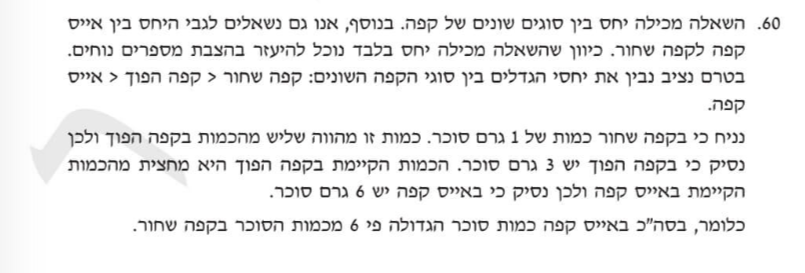 60. השאלה מכילה יחס בין סוגים שונים של קפה. בנוסף, אנו גם נשאלים לגבי היחס בין אייס
קפה לקפה שחור. כיוון שהשאלה מכילה יחס בלבד נוכל להיעזר בהצבת מספרים נוחים.
בטרם נציב נבין את יחסי הגדלים בין סוגי הקפה השונים: קפה שחור < קפה הפוך < אייס
קפה.
נניח כי בקפה שחור כמות של 1 גרם סוכר. כמות זו מהווה שליש מהכמות בקפה הפוך ולכן
נסיק כי בקפה הפוך יש 3 גרם סוכר. הכמות הקיימת בקפה הפוך היא מחצית מהכמות
הקיימת באייס קפה ולכן נסיק כי באייס קפה יש 6 גרם סוכר.
כלומר, בסה"כ באייס קפה כמות סוכר הגדולה פי 6 מכמות הסוכר בקפה שחור.